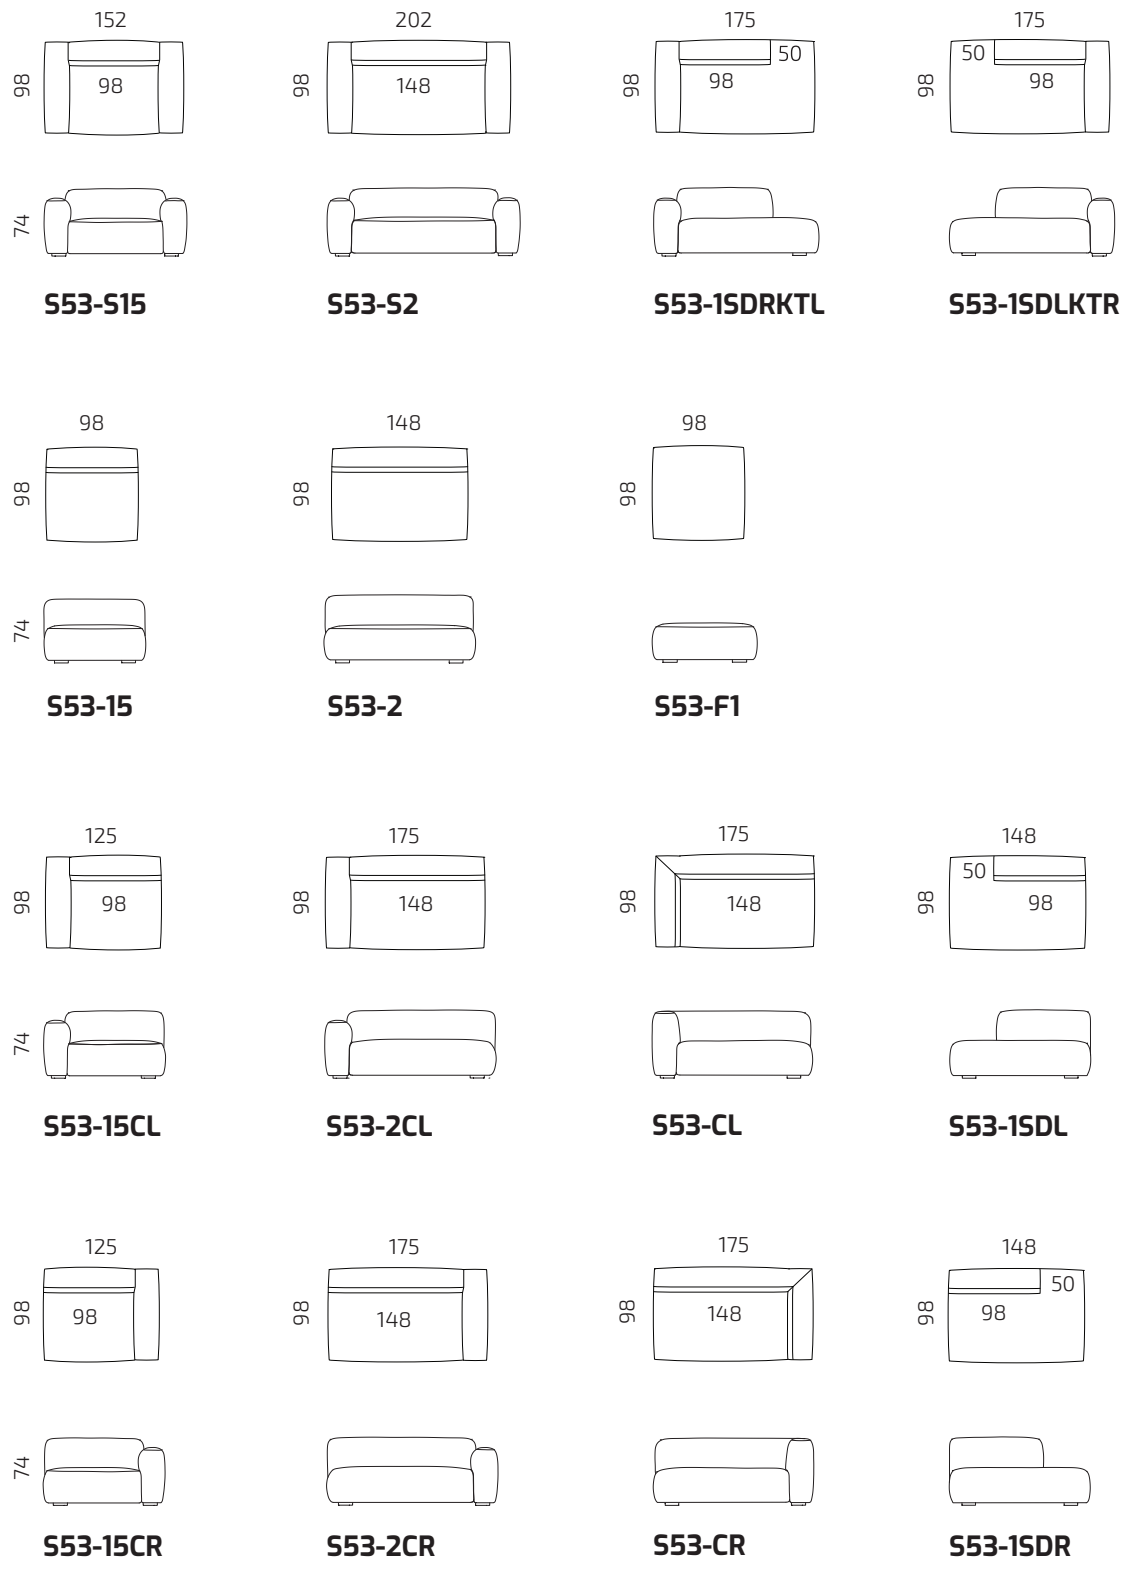 152 202 175 175
98 98 98 148 98 98 50 98 50 98
74
S53-S15 S53-S2 S53-1SDRKTL S53-1SDLKTR
98 148 98
98 98 98
74
S53-15 S53-2 S53-F1
125 175 175 148
98 98 98 148 98 148 98 50 98
74
S53-15CL S53-2CL S53-CL S53-1SDL
125 175 175 148
98 98 98 148 98 148 98 98 50
74
S53-15CR S53-2CR S53-CR S53-1SDR